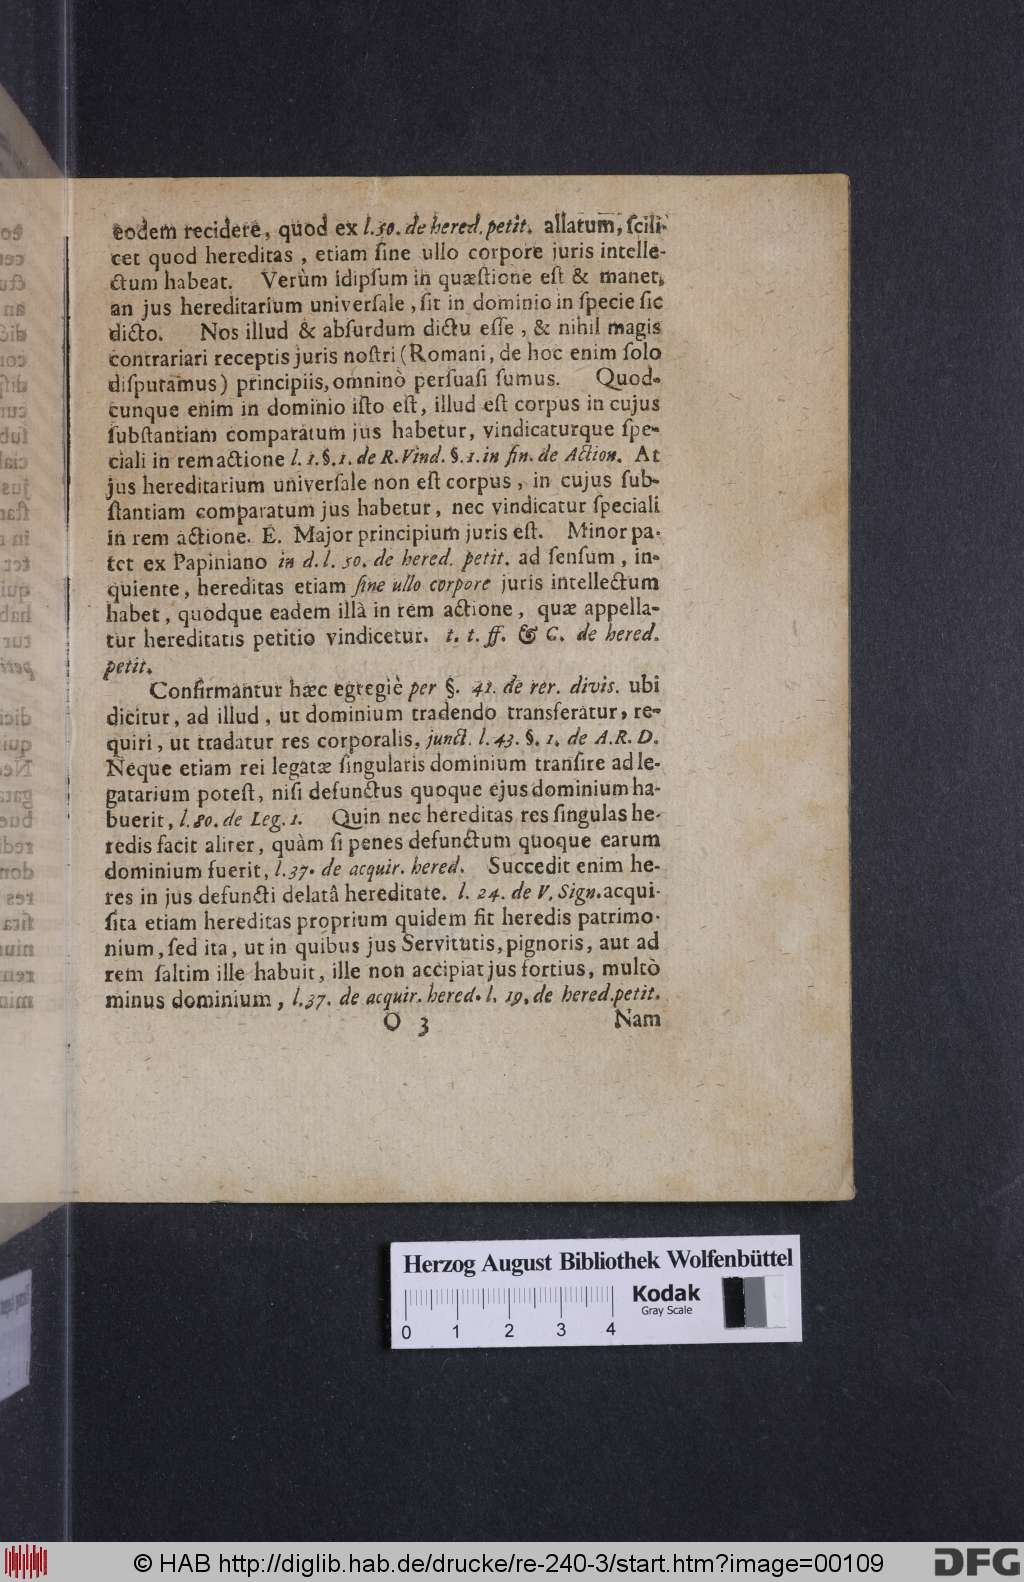 eodem recidere, quod ex l.50. de hered. petit. allatum, ſcili-
cet quod hereditas, etiam ſine ullo corpore juris intelle-
ctum habeat. Verùm idipſum in quæſtione eſt & manet,
an jus hereditarium univerſale, ſit in dominio in ſpecie ſic
dicto. Nos illud & abſurdum dictu eſſe, & nihil magis
contrariari receptis juris noſtri (Romani, de hoc enim ſolo
diſputamus) principiis, omninò perſuaſi ſumus. Quod-
cunque enim in dominio iſto eſt, illud eſt corpus in cujus
ſubſtantiam comparatum jus habetur, vindicaturque ſpe-
ciali in rem actione l. 1.§.1. de R. Vind. §.1. in fin. de Action. At
jus hereditarium univerſale non eſt corpus, in cujus ſub-
ſtantiam comparatum jus habetur, nec vindicatur ſpeciali
in rem actione. E. Major principium juris eſt. Minor pa-
tet ex Papiniano in d. l. 50. de hered. petit. ad ſenſum, in-
quiente, hereditas etiam ſine ullo corpore juris intellectum
habet, quodque eadem illà in rem actione, quæ appella-
tur hereditatis petitio vindicetur. t. t. ff. & C. de hered.
petit.
Confirmantur hæc egregiè per §. 42. de rer. divis. ubi
dicitur, ad illud, ut dominium tradendo transferatur, re-
quiri, ut tradatur res corporalis, junct. l. 43. §. 1. de A. R. D.
Neque etiam rei legatæ ſingularis dominium tranſire ad le-
gatarium poteſt, niſi defunctus quoque ejus dominium ha-
buerit, l. 80. de Leg. 1. Quin nec hereditas res ſingulas he-
redis facit aliter, quàm ſi penes defunctum quoque earum
dominium fuerit, l.37. de acquir. hered. Succedit enim he-
res in jus defuncti delatâ hereditate. l. 24. de V. Sign. acqui-
ſita etiam hereditas proprium quidem fit heredis patrimo-
nium, ſed ita, ut in quibus jus Servitutis, pignoris, aut ad
rem ſaltim ille habuit, ille non accipiat jus fortius, multò
minus dominium, l.37. de acquir. hered. l. 19. de hered. petit.
O 3 Nam
Herzog August Bibliothek Wolfenbüttel
Kodak
Gray Scale
0 1 2 3 4
© HAB http://diglib.hab.de/drucke/re-240-3/start.htm?image=00109
DFG